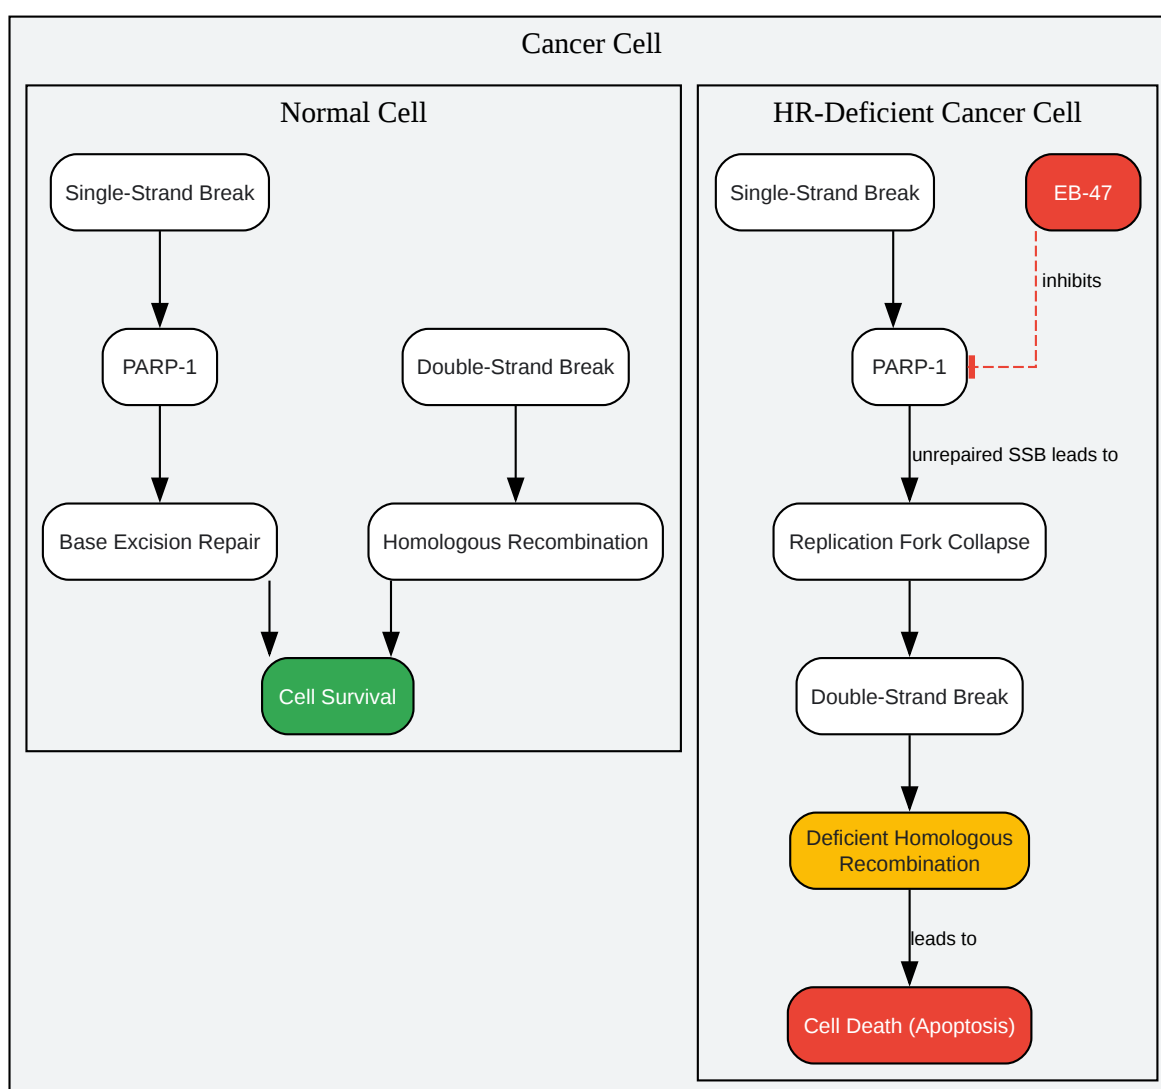 Cancer Cell
Normal Cell
Single-Strand Break
PARP-1
Double-Strand Break
Base Excision Repair
Homologous Recombination
Cell Survival
HR-Deficient Cancer Cell
Single-Strand Break
EB-47
inhibits
PARP-1
unrepaired SSB leads to
Replication Fork Collapse
Double-Strand Break
Deficient Homologous
Recombination
leads to
Cell Death (Apoptosis)